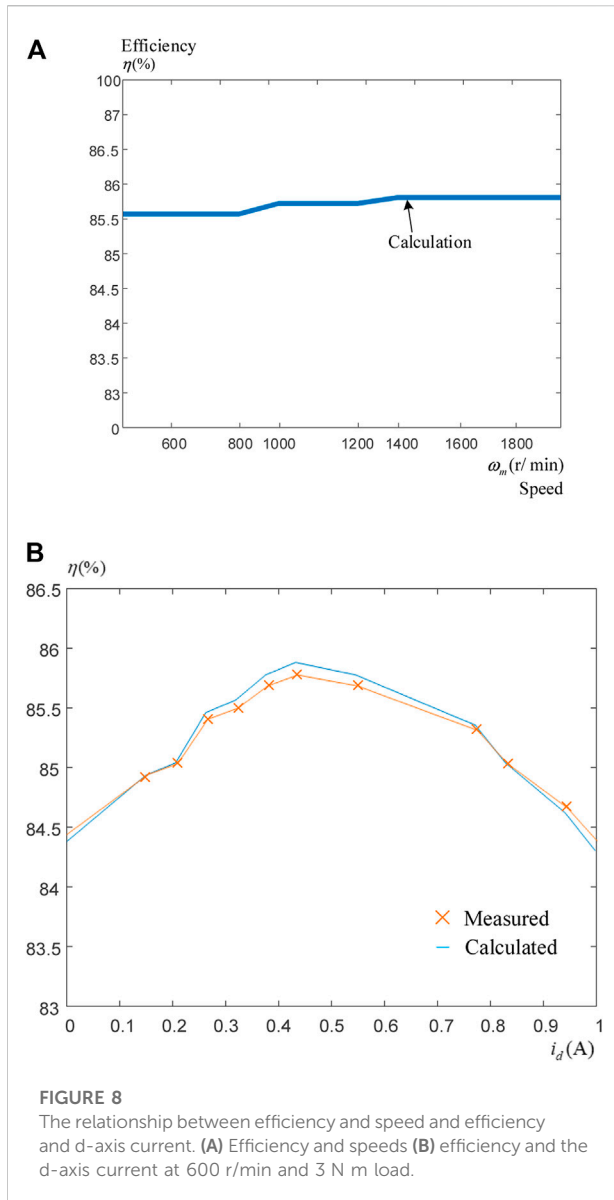 A
Efficiency
η(%)
100
87
86.5
86
85.5
85
84.5
84
83.5
83
0
Calculation
600 800 1000 1200 1400 1600 1800
ωm(r/ min)
Speed
B
η(%)
86.5
86
85.5
85
84.5
84
83.5
83
Measured
Calculated
0 0.1 0.2 0.3 0.4 0.5 0.6 0.7 0.8 0.9 1
id(A)
FIGURE 8
The relationship between efficiency and speed and efficiency
and d-axis current. (A) Efficiency and speeds (B) efficiency and the
d-axis current at 600 r/min and 3 N m load.